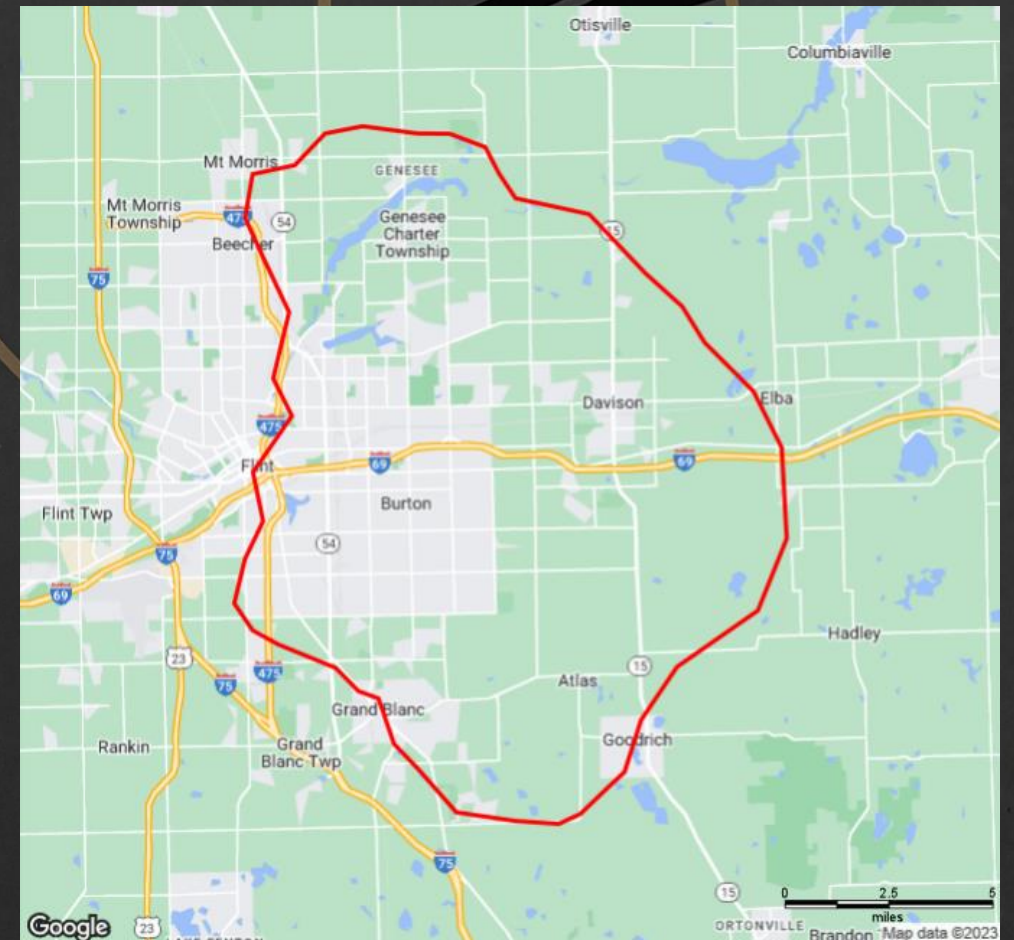 Otisville
Columbiaville
Mt Morris
GENESEE
Mt Morris
Township
475
54
Genesee
Charter
Township
15
Beecher
75
Davison
Elba
475
Flint
69
69
Burton
Flint Twp
54
75
69
Hadley
23
15
475
75
Atlas
Grand Blanc
Goodrich
Rankin
Grand
Blanc Twp
75
15
0 2.5 5
miles
Google
23
ORTONVILLE
Brandon
Map data ©2023